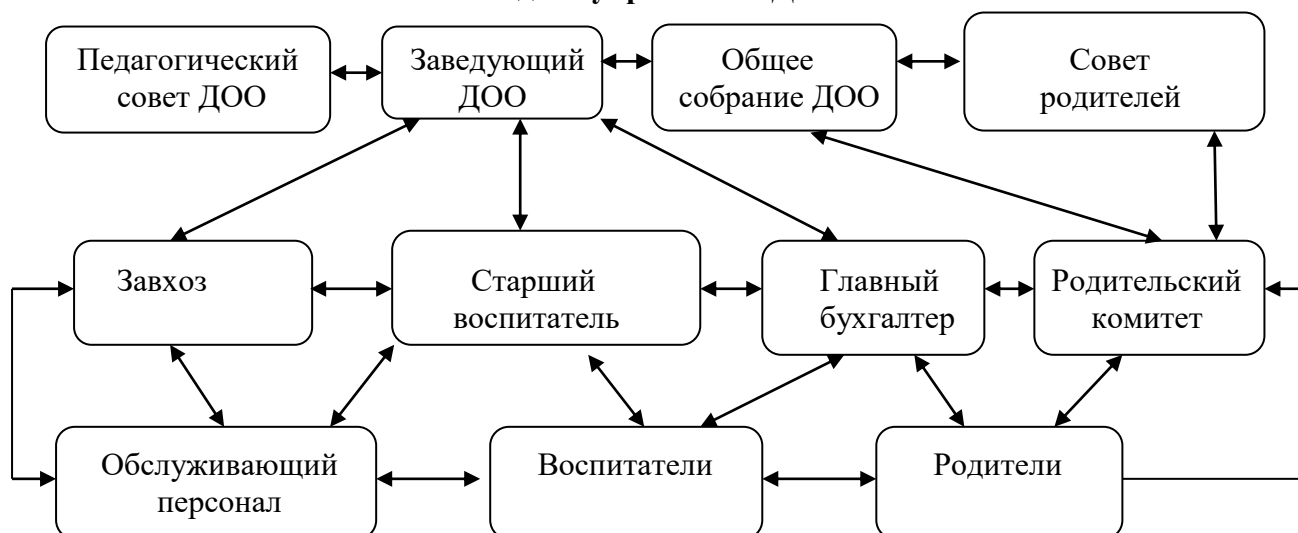 Педагогический
совет ДОО
Заведующий
ДОО
Общее
собрание ДОО
Совет
родителей
Завхоз
Старший
воспитатель
Главный
бухгалтер
Родительский
комитет
Обслуживающий
персонал
Воспитатели
Родители